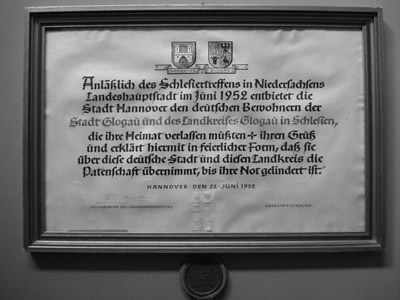 Anläßlich des Schlesiertreffens in Niedersachsens
Landeshauptstadt im Juni 1952 entbietet die
Stadt Hannover den deutschen Bewohnern der
Stadt Glogau und des Landkreises Glogau in Schlesien,
die ihre Heimat verlassen mußten + ihren Gruß
und erklärt hiermit in feierlicher Form, daß sie
über diese deutsche Stadt und diesen Landkreis die
Patenschaft übernimmt, bis ihre Not gelindert ist.
HANNOVER · DEN 22 · JUNI 1952
OBERSTADTDIREKTOR